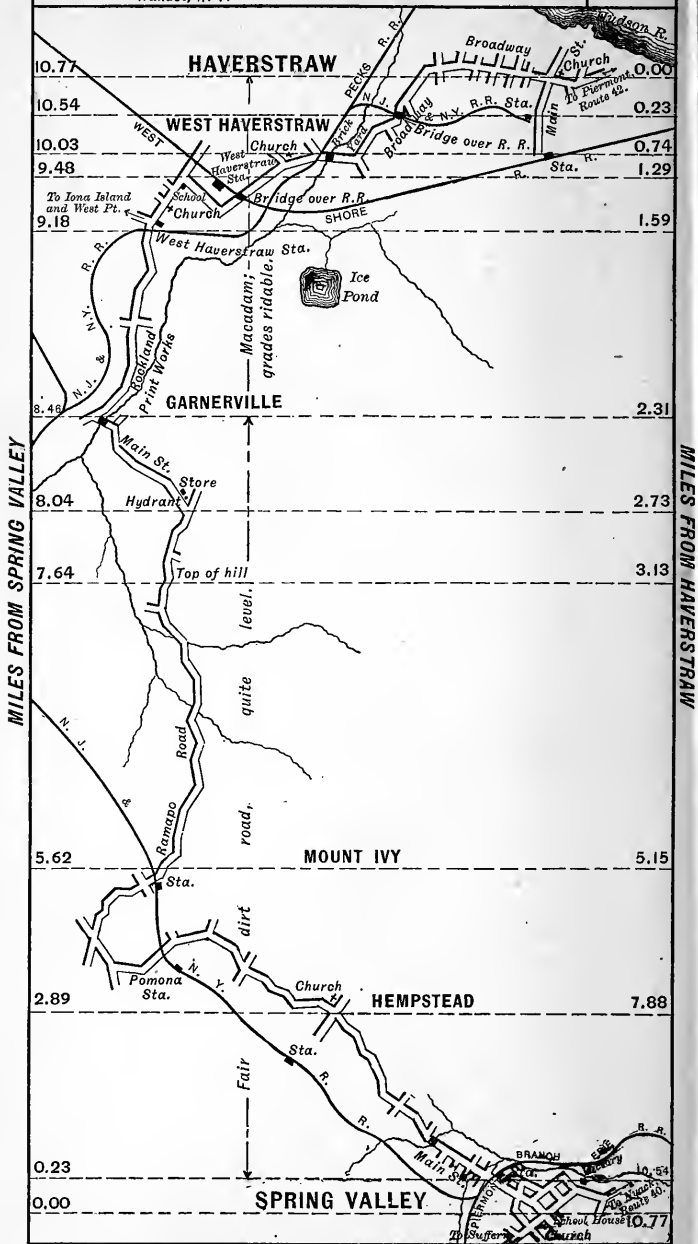 Hudson R.
10.77 HAVERSTRAW 0.00
Broadway
Church
Main St.
To Piermont,
Route 42.
PECKS R. R.
10.54 0.23
N. J. & N.Y. R.R. Sta.
WEST HAVERSTRAW
Broadway
Brick Yard
Church
Bridge over R. R.
10.03 0.74
WEST SHORE R. R.
West
Haverstraw
Sta.
Sta.
9.48 1.29
To Iona Island
and West Pt.
School
Church
Bridge over R.R.
9.18 1.59
West Haverstraw Sta.
N. J. & N.Y. R. R.
Ice
Pond
Macadam;
grades ridable.
Rockland
Print Works
8.46 GARNERVILLE 2.31
Main St.
Store
Hydrant
8.04 2.73
7.64 3.13
Top of hill
MILES FROM SPRING VALLEY
MILES FROM HAVERSTRAW
Fair dirt road, quite level.
Ramapo Road
N. J. & N. Y. R. R.
5.62 MOUNT IVY 5.15
Sta.
Pomona
Sta.
Church
2.89 HEMPSTEAD 7.88
Sta.
Main St.
PIERMONT BRANCH ERIE R. R.
Sta.
0.23 10.54
To Nyack,
Route 40.
0.00 SPRING VALLEY 10.77
School House
To Suffern
Church